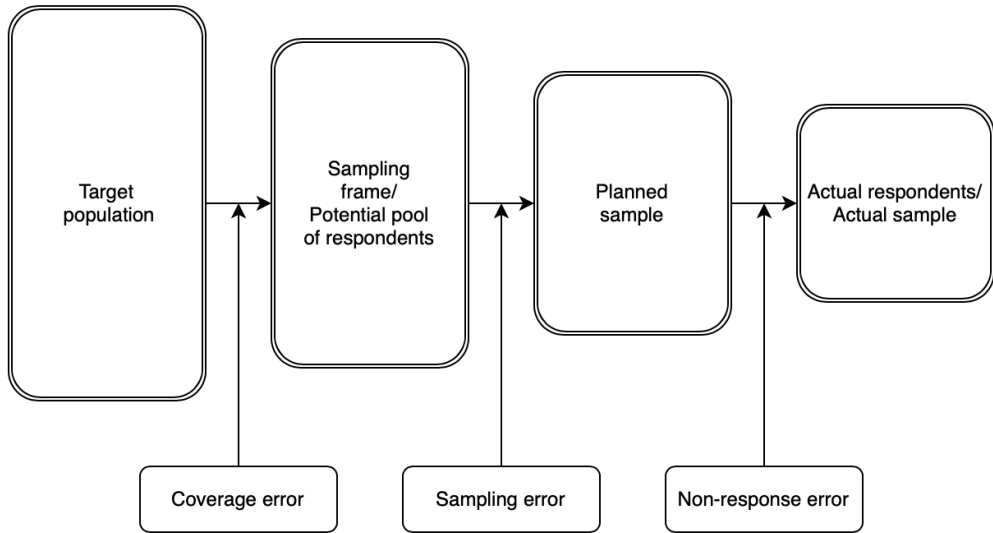 Target
population
Sampling
frame/
Potential pool
of respondents
Planned
sample
Actual respondents/
Actual sample
Coverage error
Sampling error
Non-response error